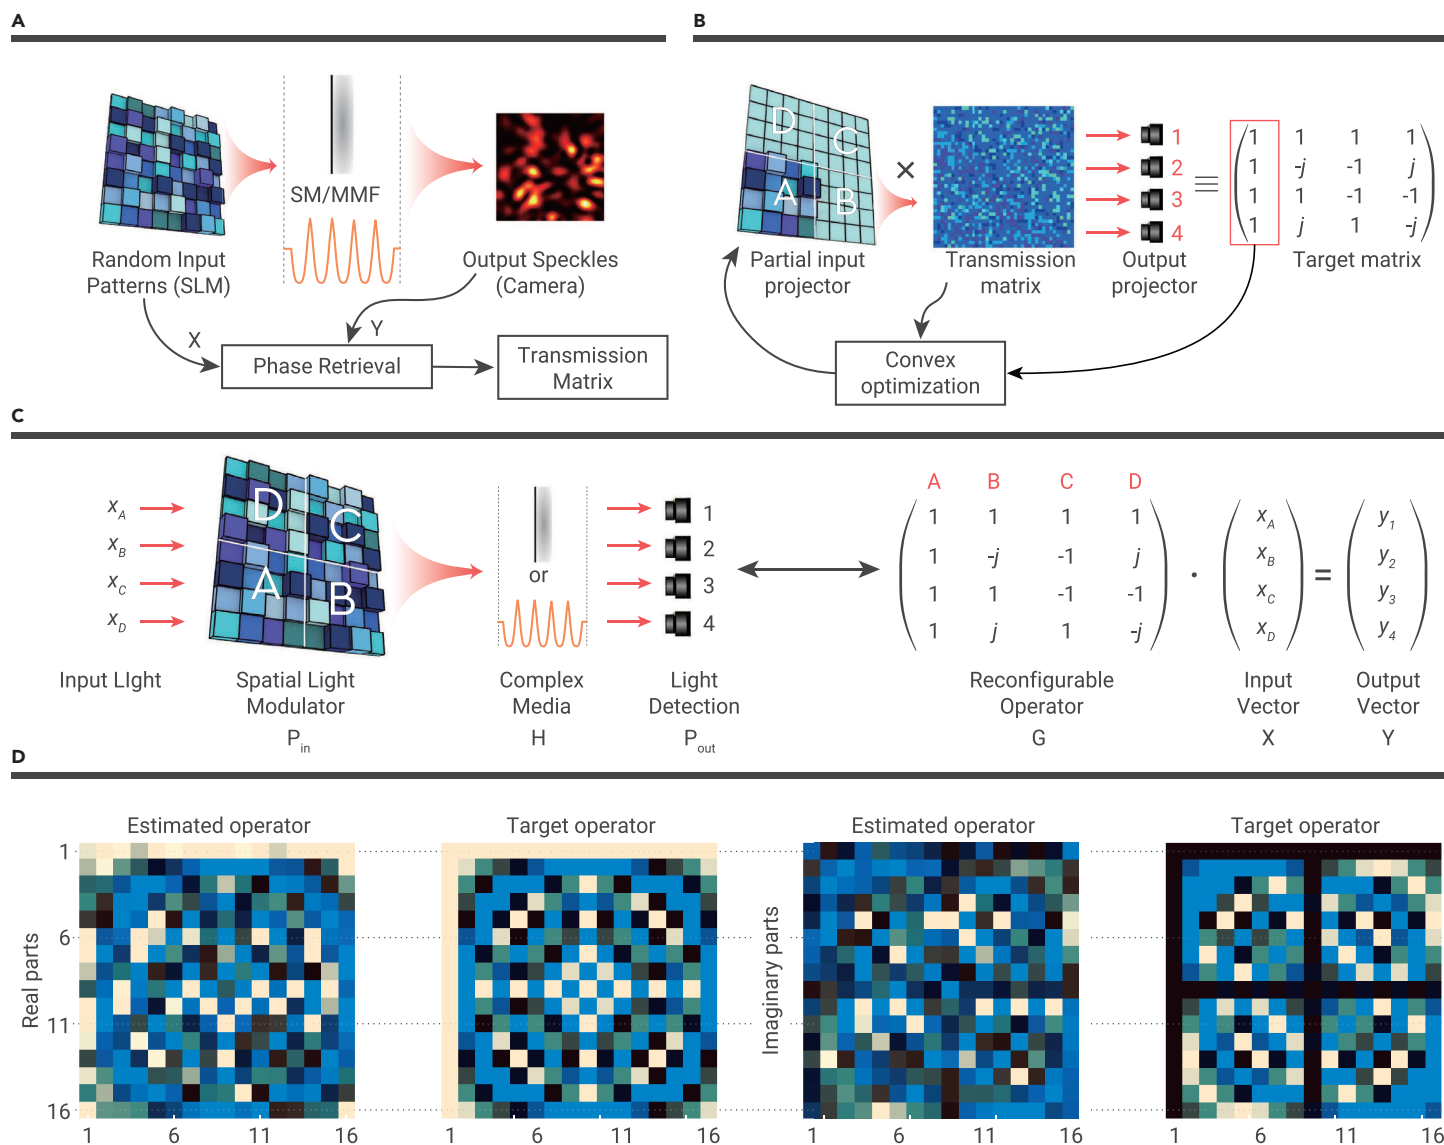 A
SM/MMF
Random Input
Patterns (SLM)
Output Speckles
(Camera)
X
Y
Phase Retrieval
Transmission
Matrix
B
D
C
A
B
×
1
2
3
4
≡
1 1 1 1
1 -j -1 j
1 1 -1 -1
1 j 1 -j
Partial input
projector
Transmission
matrix
Output
projector
Target matrix
Convex
optimization
C
x_A
x_B
x_C
x_D
D
C
A
B
or
1
2
3
4
A B C D
1 1 1 1
1 -j -1 j
1 1 -1 -1
1 j 1 -j
·
x_A
x_B
x_C
x_D
=
y_1
y_2
y_3
y_4
Input LIght
Spatial Light
Modulator
P_in
Complex
Media
H
Light
Detection
P_out
Reconfigurable
Operator
G
Input
Vector
X
Output
Vector
Y
D
Estimated operator
Target operator
Estimated operator
Target operator
Real parts
1
6
11
16
Imaginary parts
1 6 11 16
1 6 11 16
1 6 11 16
1 6 11 16